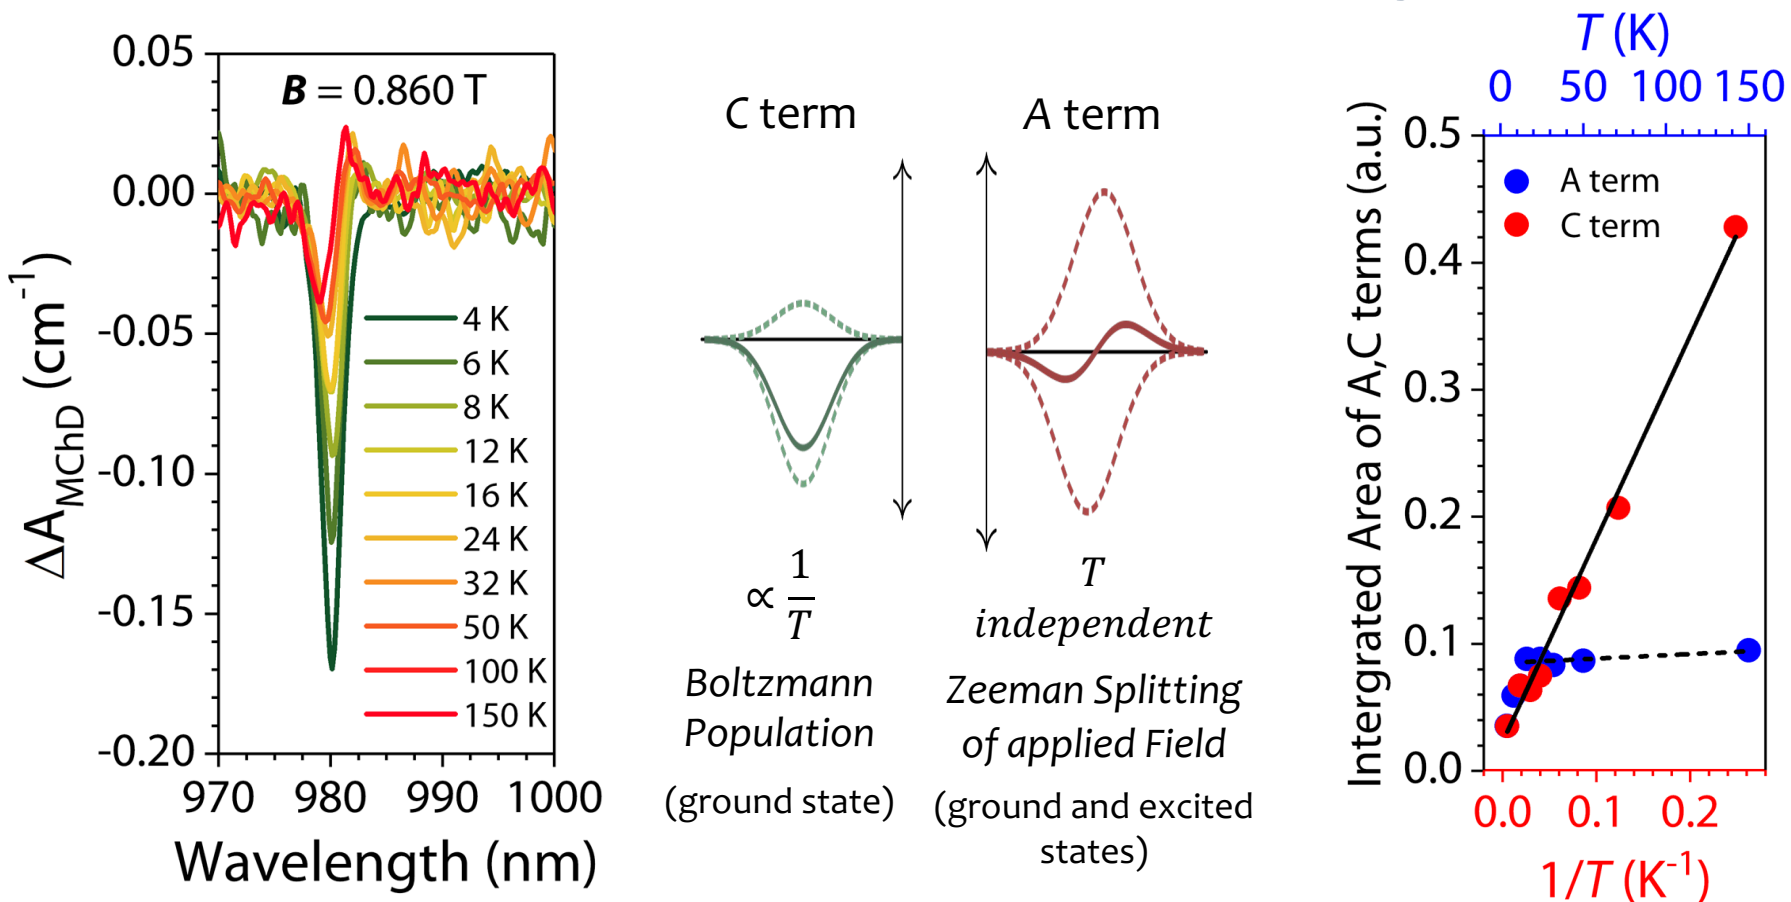 0.05
0.00
-0.05
-0.10
-0.15
-0.20
ΔA_MChD (cm⁻¹)
B = 0.860 T
4 K
6 K
8 K
12 K
16 K
24 K
32 K
50 K
100 K
150 K
970 980 990 1000
Wavelength (nm)
C term
∝ 1/T
Boltzmann
Population
(ground state)
A term
T
independent
Zeeman Splitting
of applied Field
(ground and excited
states)
T (K)
0 50 100 150
Intergrated Area of A,C terms (a.u.)
0.5
0.4
0.3
0.2
0.1
0.0
A term
C term
0.0 0.1 0.2
1/T (K⁻¹)